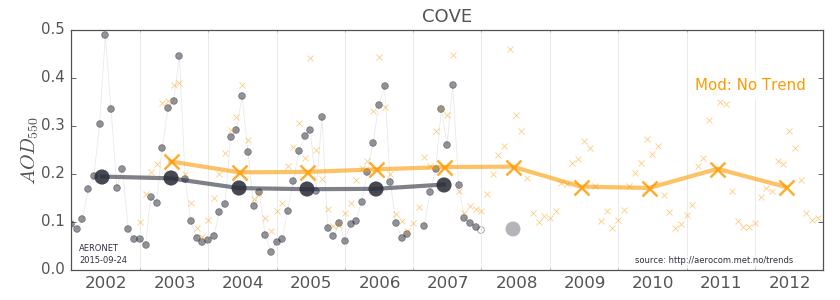 COVE
0.5
0.4
0.3
0.2
0.1
0.0
AOD550
Mod: No Trend
AERONET
2015-09-24
source: http://aerocom.met.no/trends
2002 2003 2004 2005 2006 2007 2008 2009 2010 2011 2012